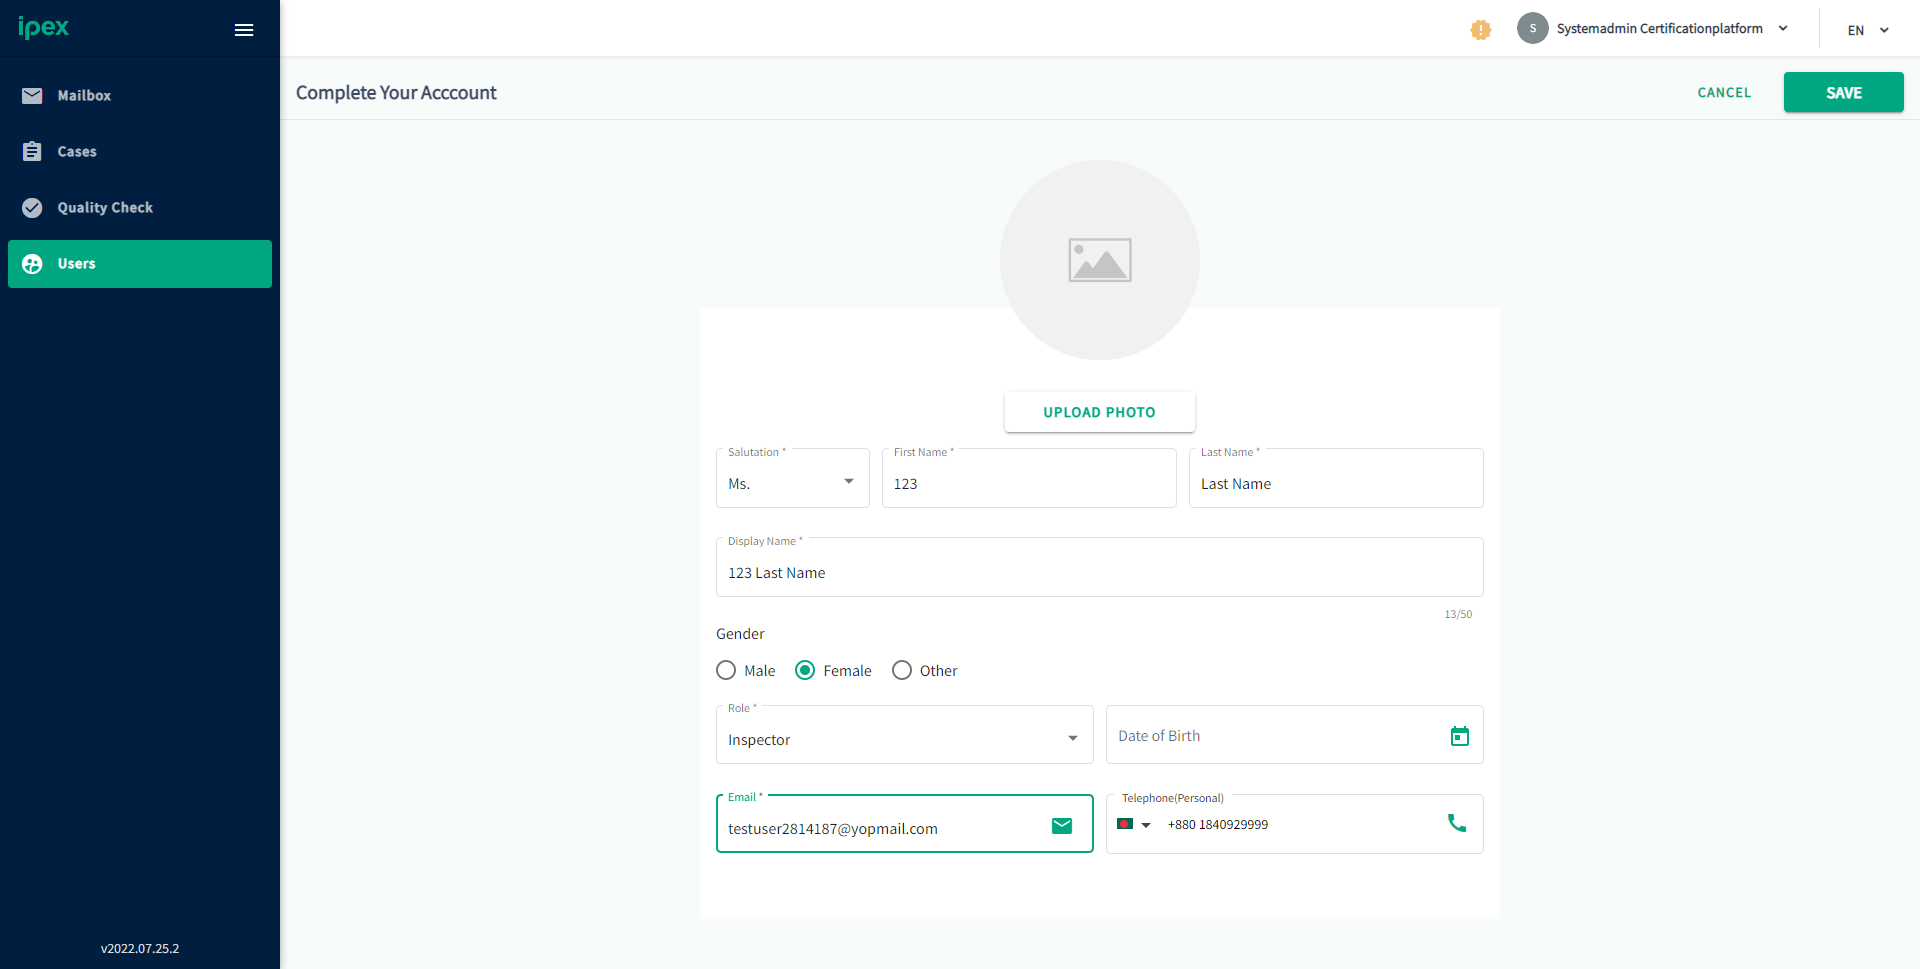 ipex
Systemadmin Certificationplatform
EN
S
Mailbox
Cases
Quality Check
Users
v2022.07.25.2
Complete Your Acccount
CANCEL
SAVE
UPLOAD PHOTO
Salutation *
Ms.
First Name *
123
Last Name *
Last Name
Display Name *
123 Last Name
13/50
Gender
Male
Female
Other
Role *
Inspector
Date of Birth
Email *
testuser2814187@yopmail.com
Telephone(Personal)
+880 1840929999